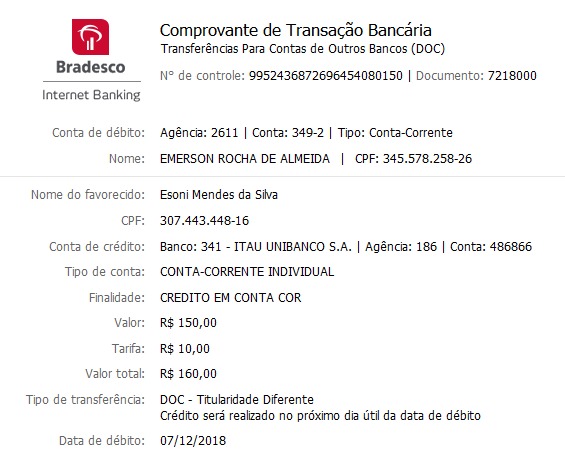 Comprovante de Transação Bancária
Transferências Para Contas de Outros Bancos (DOC)
Bradesco
Internet Banking
N° de controle: 9952436872696454080150 | Documento: 7218000
Conta de débito: Agência: 2611 | Conta: 349-2 | Tipo: Conta-Corrente
Nome: EMERSON ROCHA DE ALMEIDA | CPF: 345.578.258-26
Nome do favorecido: Esoni Mendes da Silva
CPF: 307.443.448-16
Conta de crédito: Banco: 341 - ITAU UNIBANCO S.A. | Agência: 186 | Conta: 486866
Tipo de conta: CONTA-CORRENTE INDIVIDUAL
Finalidade: CREDITO EM CONTA COR
Valor: R$ 150,00
Tarifa: R$ 10,00
Valor total: R$ 160,00
Tipo de transferência: DOC - Titularidade Diferente
Crédito será realizado no próximo dia útil da data de débito
Data de débito: 07/12/2018